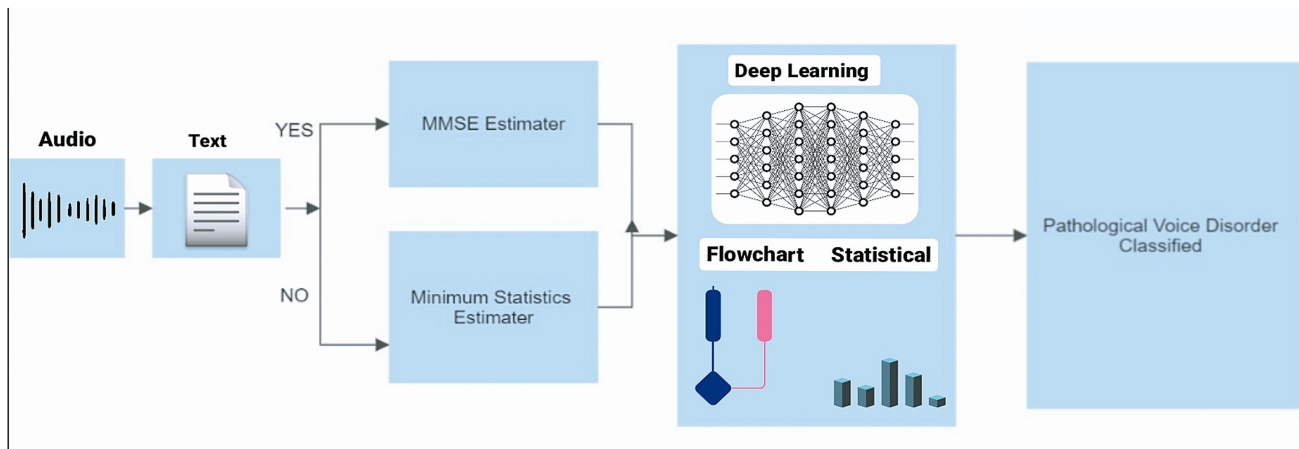 Audio
Text
YES
NO
MMSE Estimater
Minimum Statistics
Estimater
Deep Learning
Flowchart
Statistical
Pathological Voice Disorder
Classified